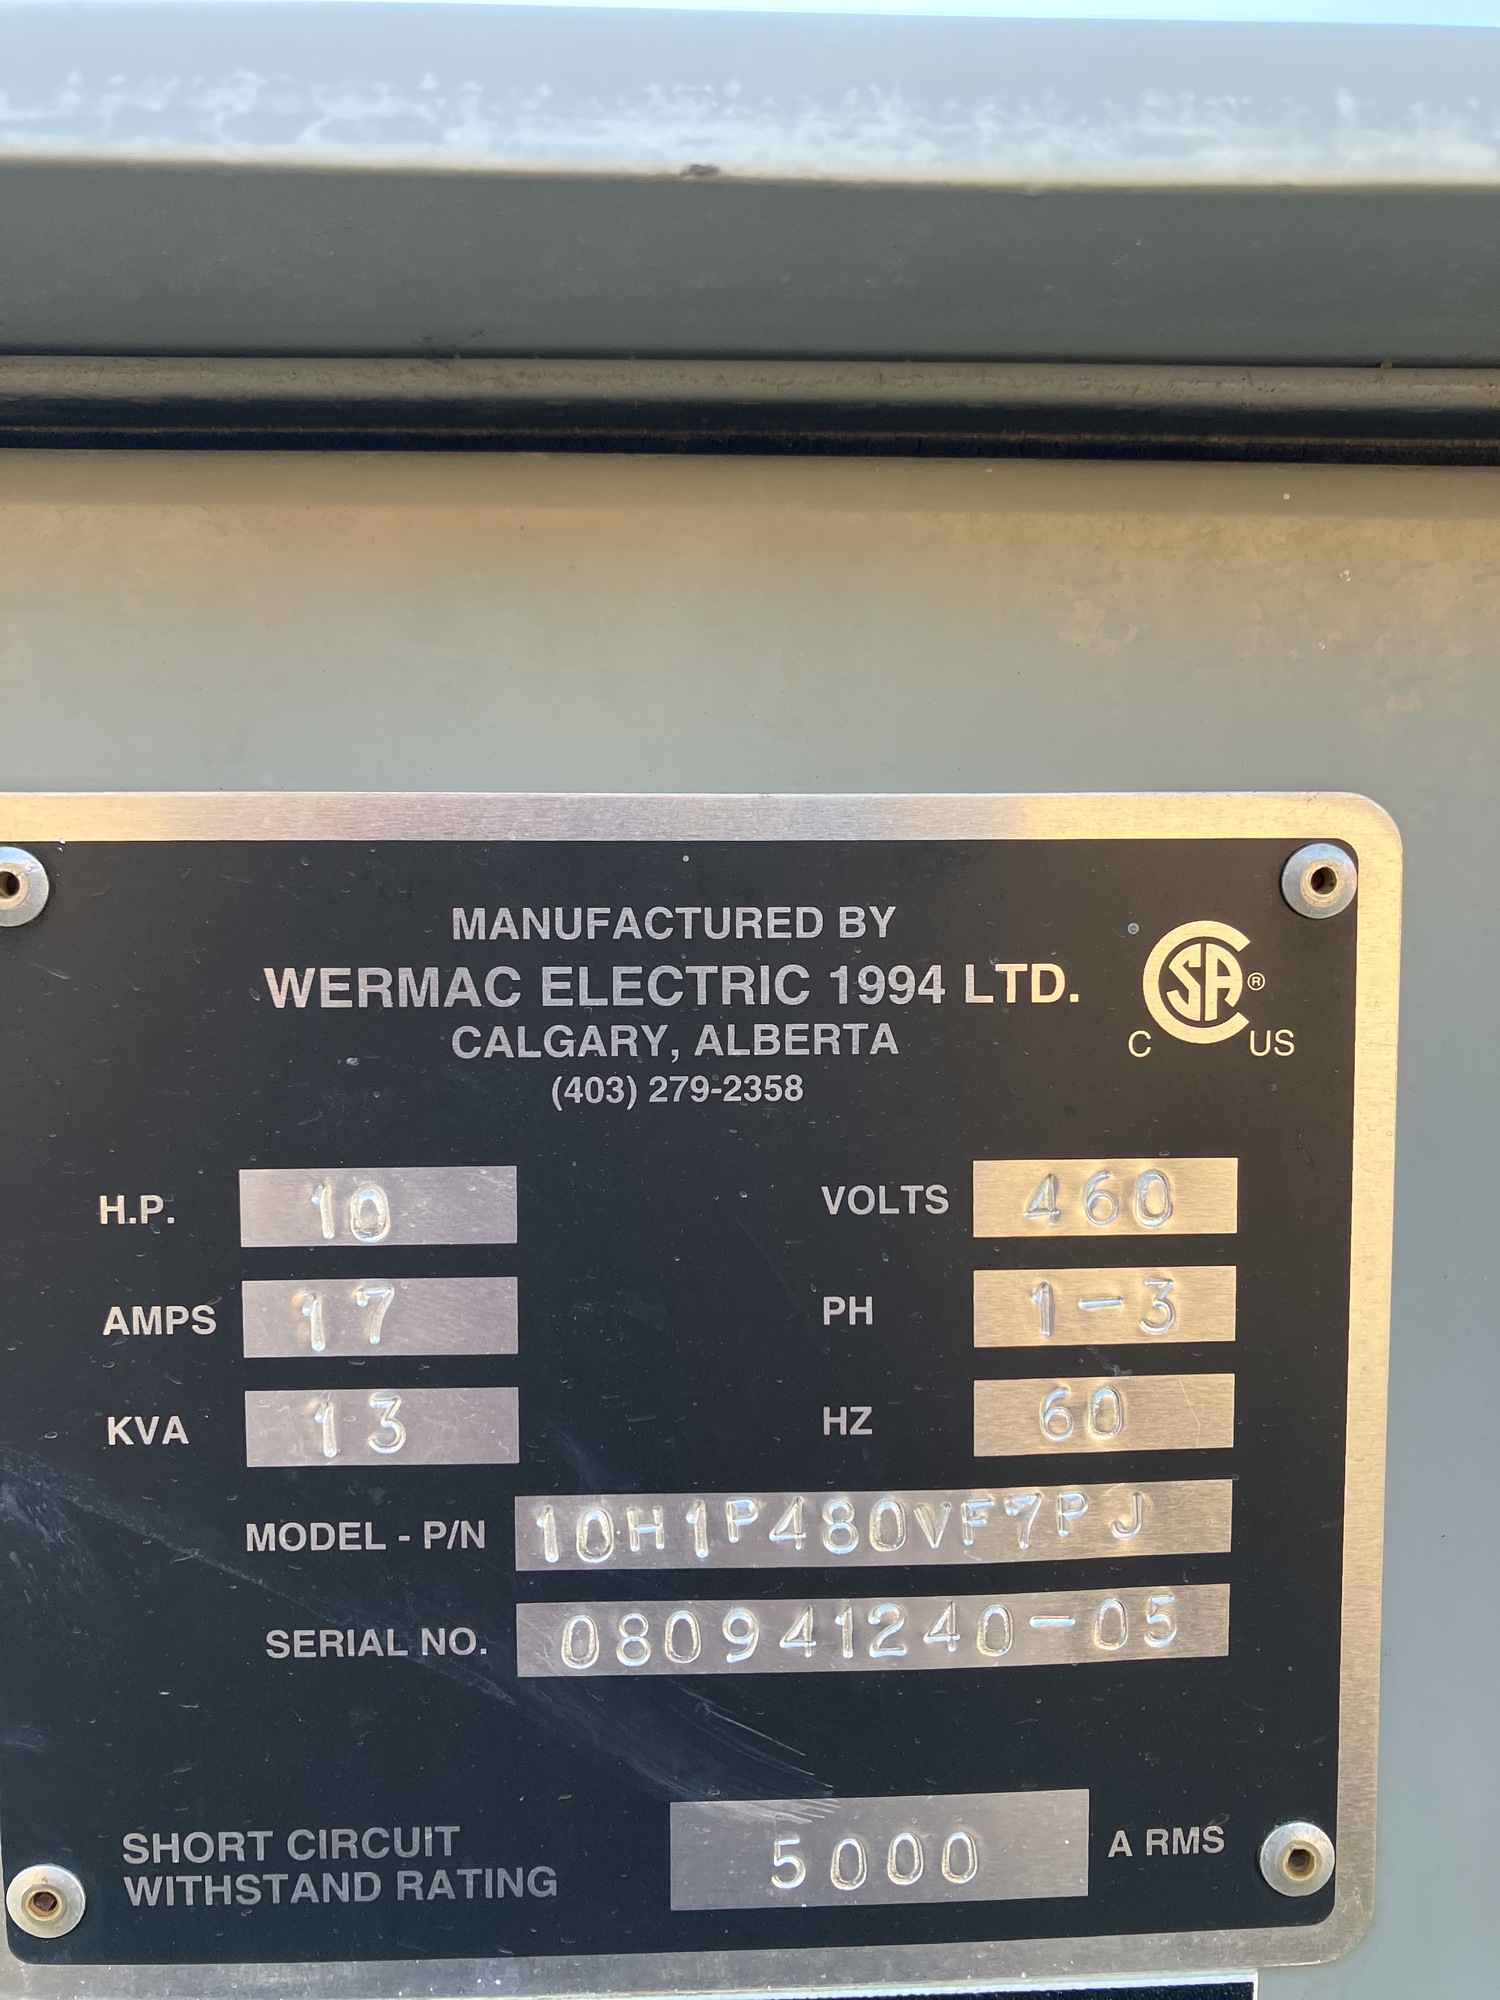 MANUFACTURED BY
WERMAC ELECTRIC 1994 LTD.
CALGARY, ALBERTA
(403) 279-2358
CSA ®
C US
H.P. 10
VOLTS 460
AMPS 17
PH 1-3
KVA 13
HZ 60
MODEL - P/N 10H1P480VF7PJ
SERIAL NO. 080941240-05
SHORT CIRCUIT
WITHSTAND RATING 5000 A RMS